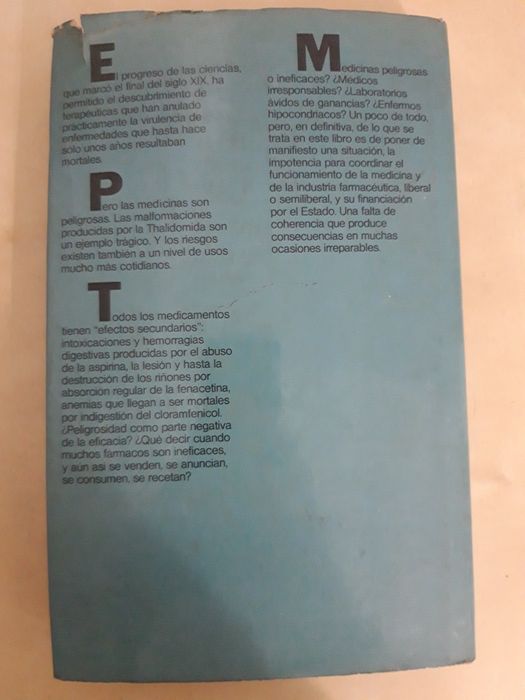 El progreso de las ciencias,
que marcó el final del siglo XIX, ha
permitido el descubrimiento de
terapéuticas que han anulado
prácticamente la virulencia de
enfermedades que hasta hace
sólo unos años resultaban
mortales.
Pero las medicinas son
peligrosas. Las malformaciones
producidas por la Thalidomida son
un ejemplo trágico. Y los riesgos
existen también a un nivel de usos
mucho más cotidianos.
Todos los medicamentos
tienen "efectos secundarios":
intoxicaciones y hemorragias
digestivas producidas por el abuso
de la aspirina, la lesión y hasta la
destrucción de los riñones por
absorción regular de la fenacetina,
anemias que llegan a ser mortales
por indigestión del cloramfenicol.
¿Peligrosidad como parte negativa
de la eficacia? ¿Qué decir cuando
muchos farmacos son ineficaces,
y aun así se venden, se anuncian,
se consumen, se recetan?
Medicinas peligrosas
o ineficaces? ¿Médicos
irresponsables? ¿Laboratorios
ávidos de ganancias? ¿Enfermos
hipocondriacos? Un poco de todo,
pero, en definitiva, de lo que se
trata en este libro es de poner de
manifiesto una situación, la
impotencia para coordinar el
funcionamiento de la medicina y
de la industria farmacéutica, liberal
o semiliberal, y su financiación
por el Estado. Una falta de
coherencia que produce
consecuencias en muchas
ocasiones irreparables.